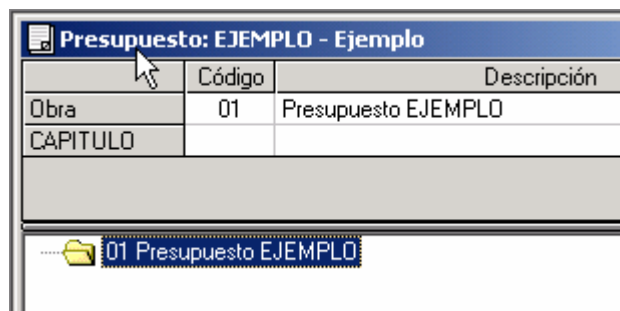 Presupuesto: EJEMPLO - Ejemplo
Código Descripción
Obra 01 Presupuesto EJEMPLO
CAPITULO
01 Presupuesto EJEMPLO